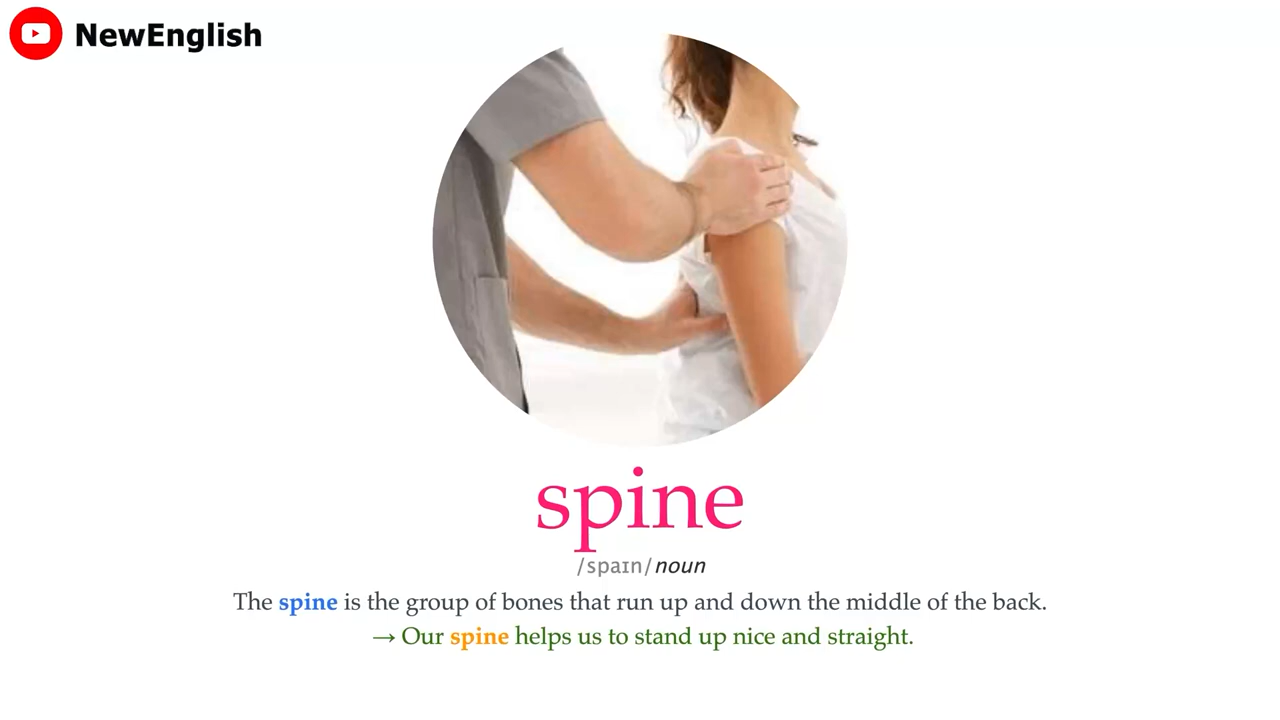 NewEnglish
spine
/spaɪn/noun
The spine is the group of bones that run up and down the middle of the back.
→ Our spine helps us to stand up nice and straight.